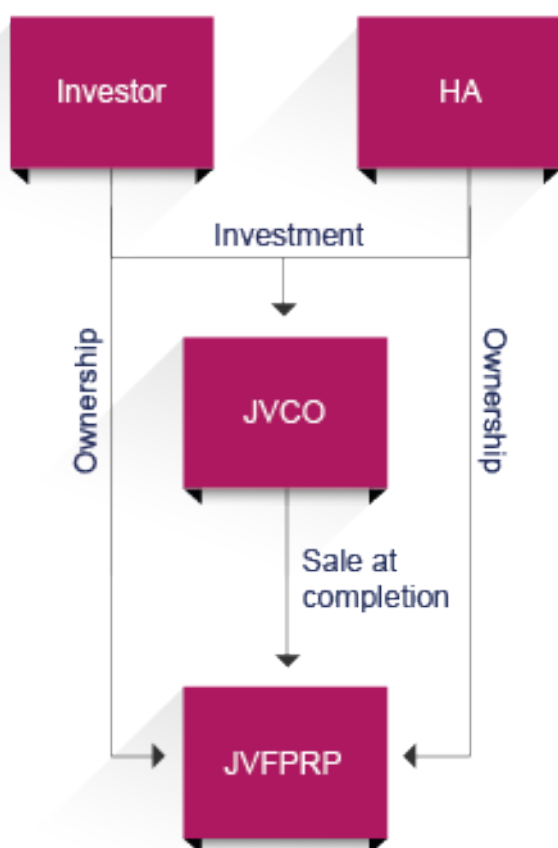 Investor
HA
Investment
Ownership
Ownership
JVCO
Sale at
completion
JVFPRP